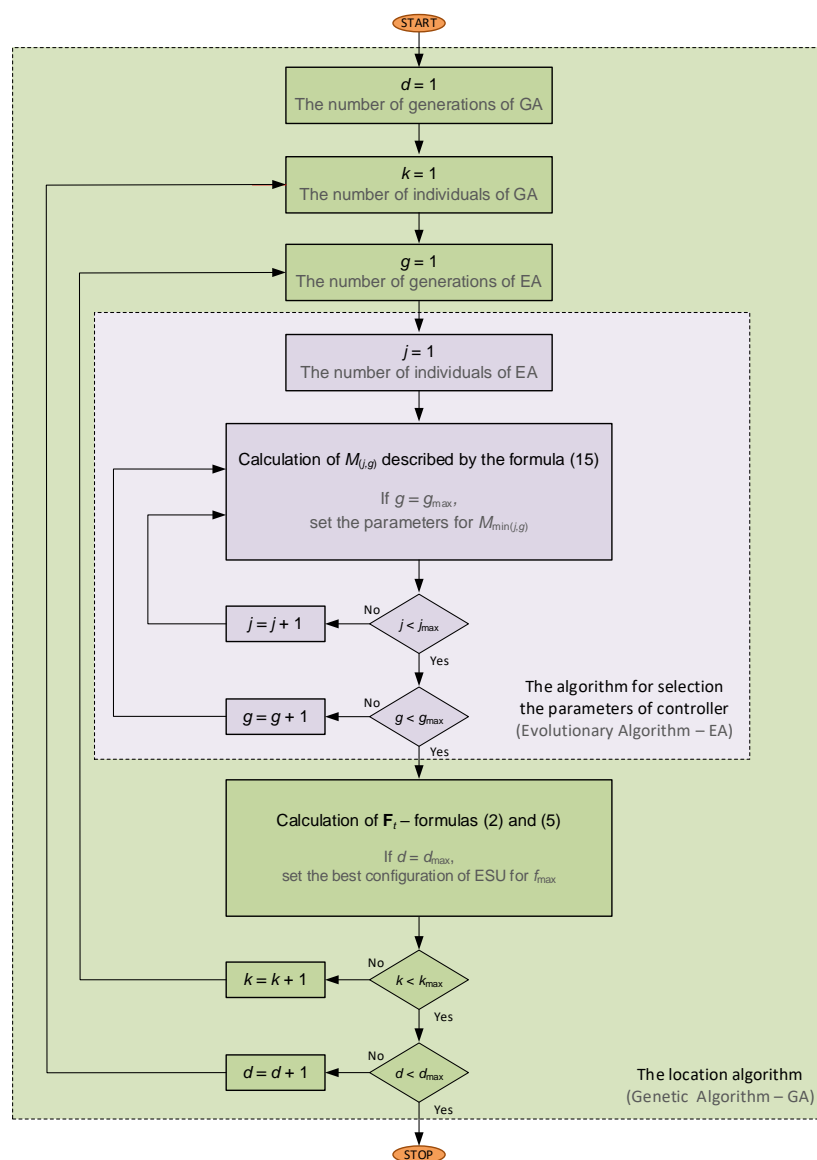 START
d = 1
The number of generations of GA
k = 1
The number of individuals of GA
g = 1
The number of generations of EA
j = 1
The number of individuals of EA
Calculation of M(j,g) described by the formula (15)
If g = gmax,
set the parameters for Mmin(j,g)
No
j = j + 1
j < jmax
Yes
No
g = g + 1
g < gmax
Yes
The algorithm for selection
the parameters of controller
(Evolutionary Algorithm – EA)
Calculation of Ft – formulas (2) and (5)
If d = dmax,
set the best configuration of ESU for fmax
No
k = k + 1
k < kmax
Yes
No
d = d + 1
d < dmax
Yes
The location algorithm
(Genetic Algorithm – GA)
STOP